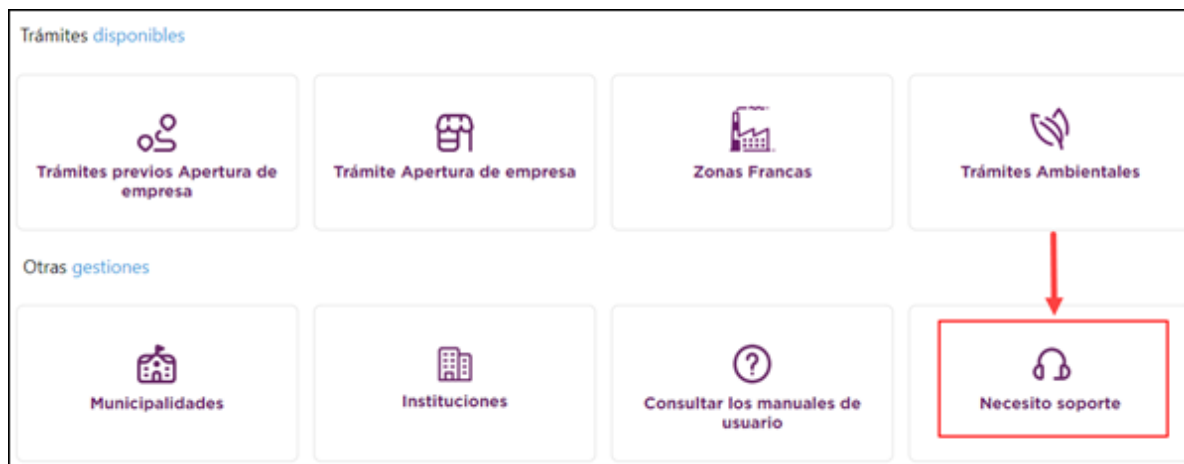 Trámites disponibles
Trámites previos Apertura de
empresa
Trámite Apertura de empresa
Zonas Francas
Trámites Ambientales
Otras gestiones
Municipalidades
Instituciones
Consultar los manuales de
usuario
Necesito soporte